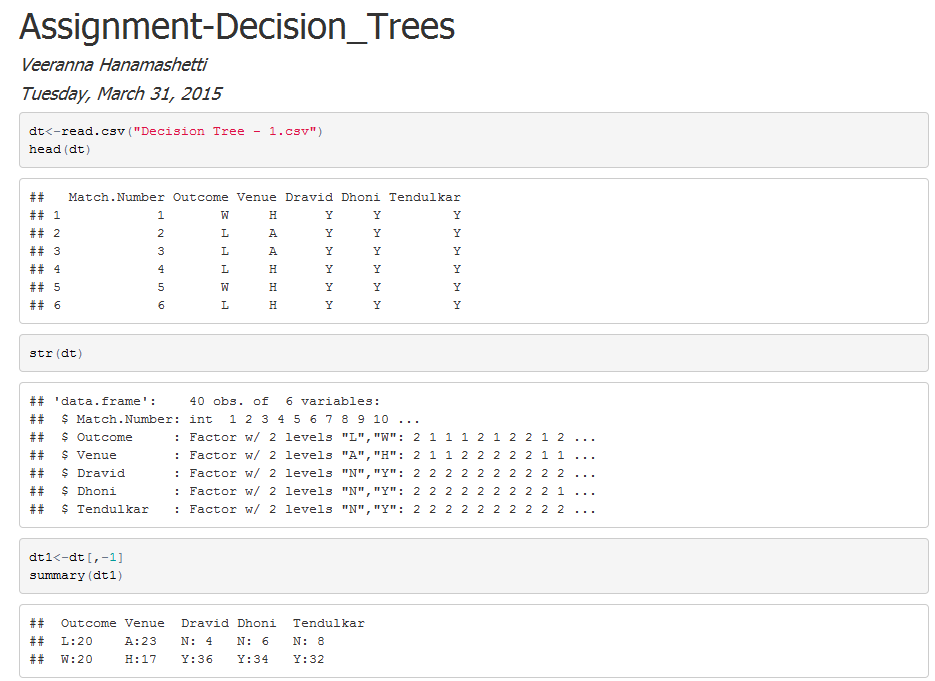 Assignment-Decision_Trees
Veeranna Hanamashetti
Tuesday, March 31, 2015
dt<-read.csv("Decision Tree - 1.csv")
head(dt)
##   Match.Number Outcome Venue Dravid Dhoni Tendulkar
## 1            1       W     H      Y     Y         Y
## 2            2       L     A      Y     Y         Y
## 3            3       L     A      Y     Y         Y
## 4            4       L     H      Y     Y         Y
## 5            5       W     H      Y     Y         Y
## 6            6       L     H      Y     Y         Y
str(dt)
## 'data.frame':    40 obs. of  6 variables:
##  $ Match.Number: int  1 2 3 4 5 6 7 8 9 10 ...
##  $ Outcome     : Factor w/ 2 levels "L","W": 2 1 1 1 2 1 2 2 1 2 ...
##  $ Venue       : Factor w/ 2 levels "A","H": 2 1 1 2 2 2 2 2 1 1 ...
##  $ Dravid      : Factor w/ 2 levels "N","Y": 2 2 2 2 2 2 2 2 2 2 ...
##  $ Dhoni       : Factor w/ 2 levels "N","Y": 2 2 2 2 2 2 2 2 2 1 ...
##  $ Tendulkar   : Factor w/ 2 levels "N","Y": 2 2 2 2 2 2 2 2 2 2 ...
dt1<-dt[,-1]
summary(dt1)
##  Outcome Venue  Dravid Dhoni  Tendulkar
##  L:20    A:23   N: 4   N: 6   N: 8
##  W:20    H:17   Y:36   Y:34   Y:32